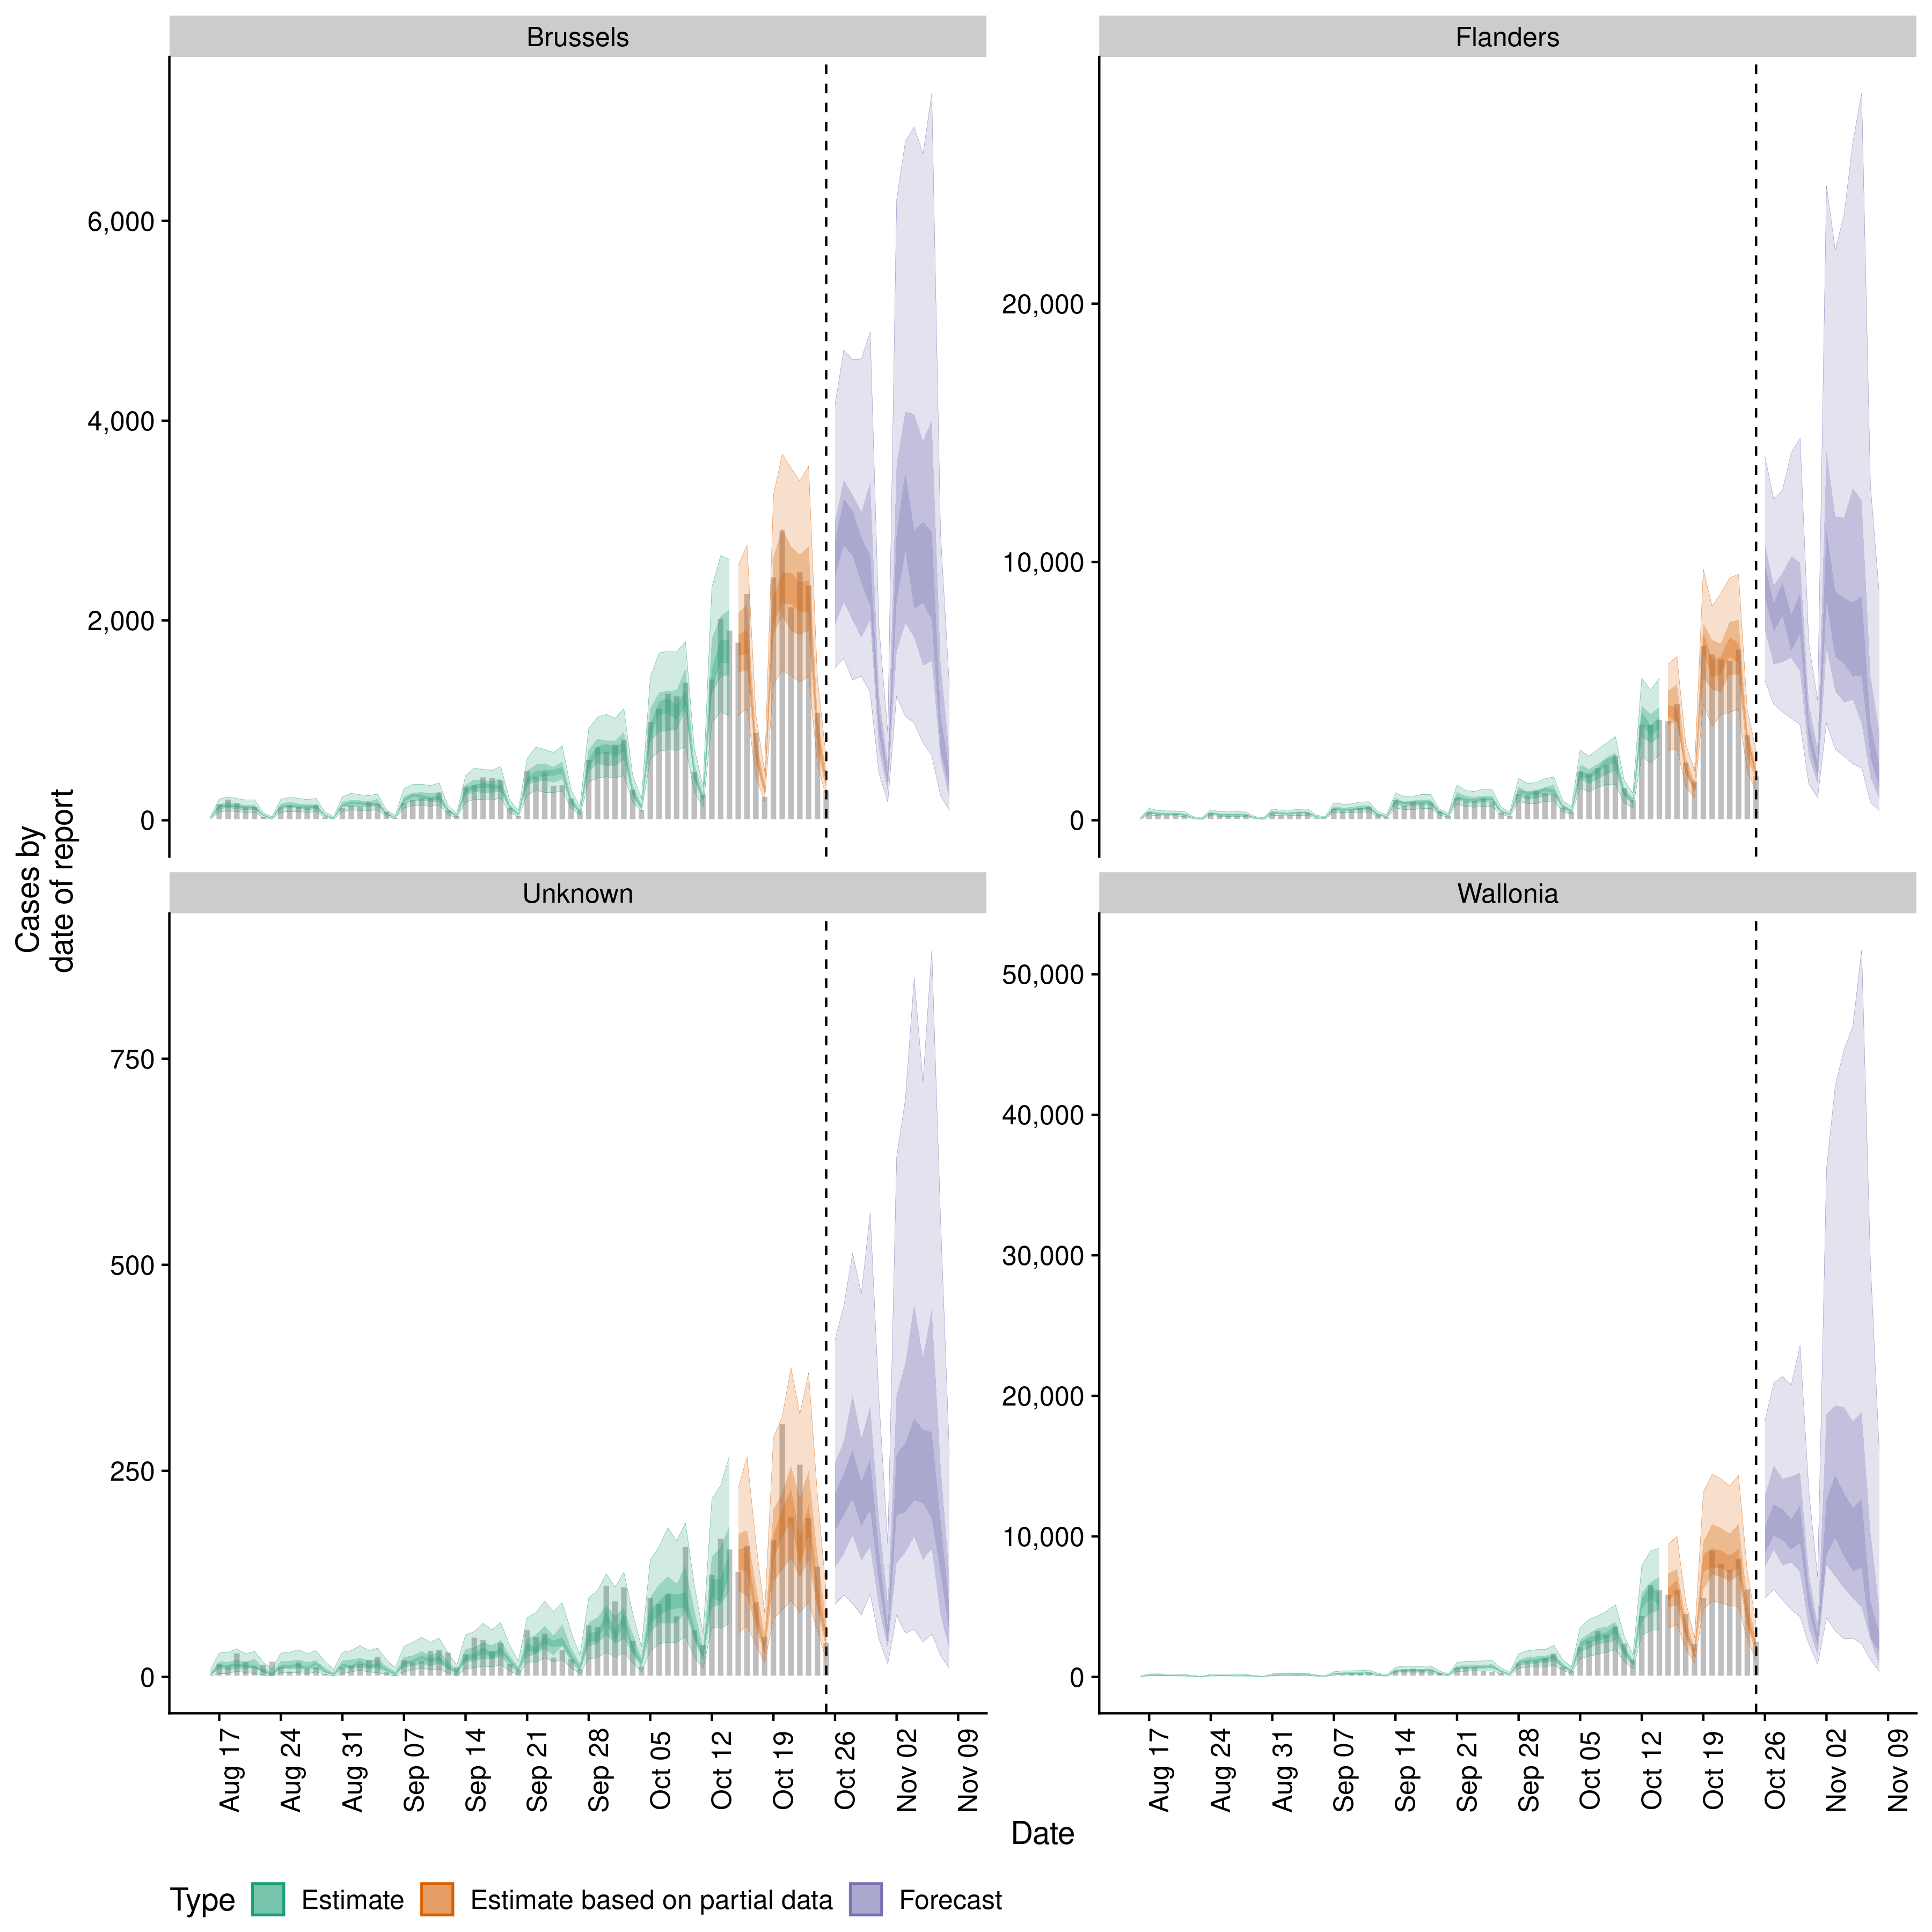 Brussels
Flanders
6,000
4,000
2,000
0
20,000
10,000
0
Cases by
date of report
Unknown
Wallonia
750
500
250
0
50,000
40,000
30,000
20,000
10,000
0
Aug 17
Aug 24
Aug 31
Sep 07
Sep 14
Sep 21
Sep 28
Oct 05
Oct 12
Oct 19
Oct 26
Nov 02
Nov 09
Aug 17
Aug 24
Aug 31
Sep 07
Sep 14
Sep 21
Sep 28
Oct 05
Oct 12
Oct 19
Oct 26
Nov 02
Nov 09
Date
Type Estimate Estimate based on partial data Forecast